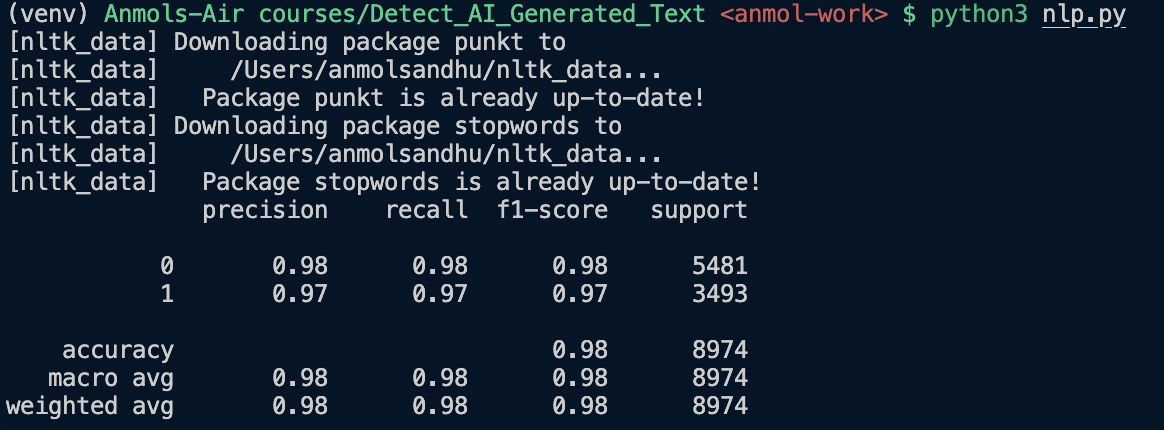 (venv) Anmols-Air courses/Detect_AI_Generated_Text <anmol-work> $ python3 nlp.py
[nltk_data] Downloading package punkt to
[nltk_data]     /Users/anmolsandhu/nltk_data...
[nltk_data]   Package punkt is already up-to-date!
[nltk_data] Downloading package stopwords to
[nltk_data]     /Users/anmolsandhu/nltk_data...
[nltk_data]   Package stopwords is already up-to-date!
              precision    recall  f1-score   support
           0       0.98      0.98      0.98      5481
           1       0.97      0.97      0.97      3493
    accuracy                           0.98      8974
   macro avg       0.98      0.98      0.98      8974
weighted avg       0.98      0.98      0.98      8974